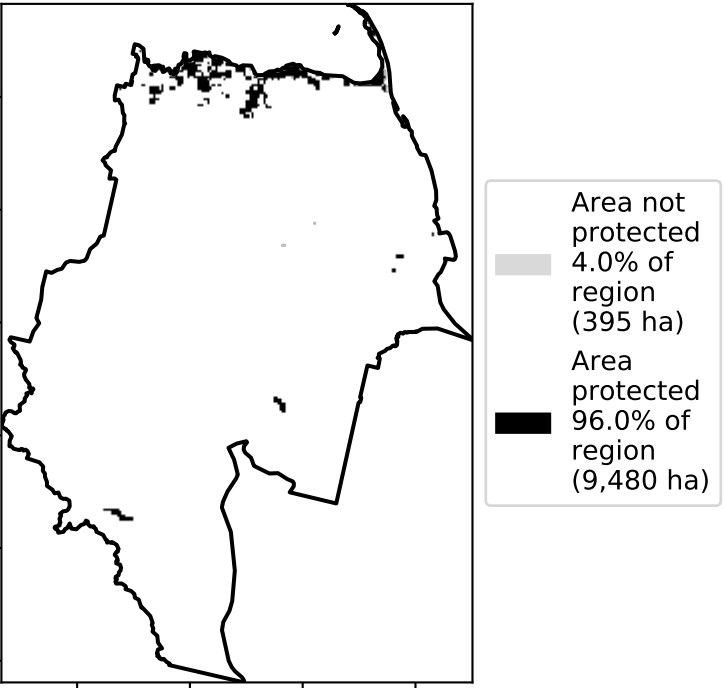 Area not
protected
4.0% of
region
(395 ha)
Area
protected
96.0% of
region
(9,480 ha)